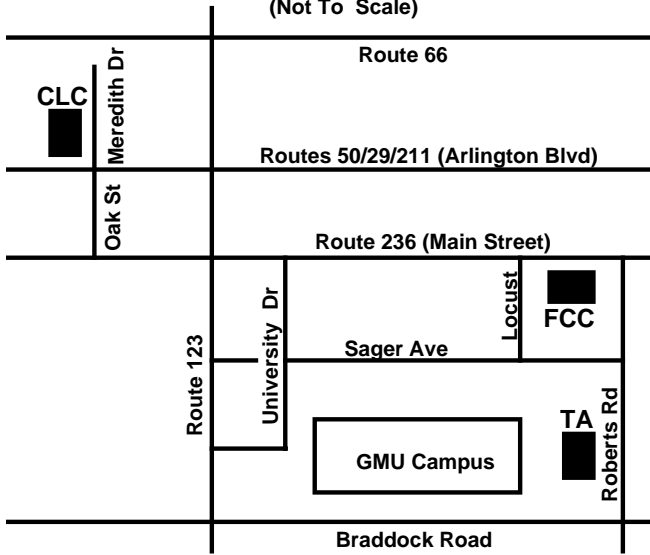 (Not To Scale)
Route 66
CLC
Meredith Dr
Routes 50/29/211 (Arlington Blvd)
Oak St
Route 236 (Main Street)
University Dr
Locust
FCC
Route 123
Sager Ave
TA
Roberts Rd
GMU Campus
Braddock Road